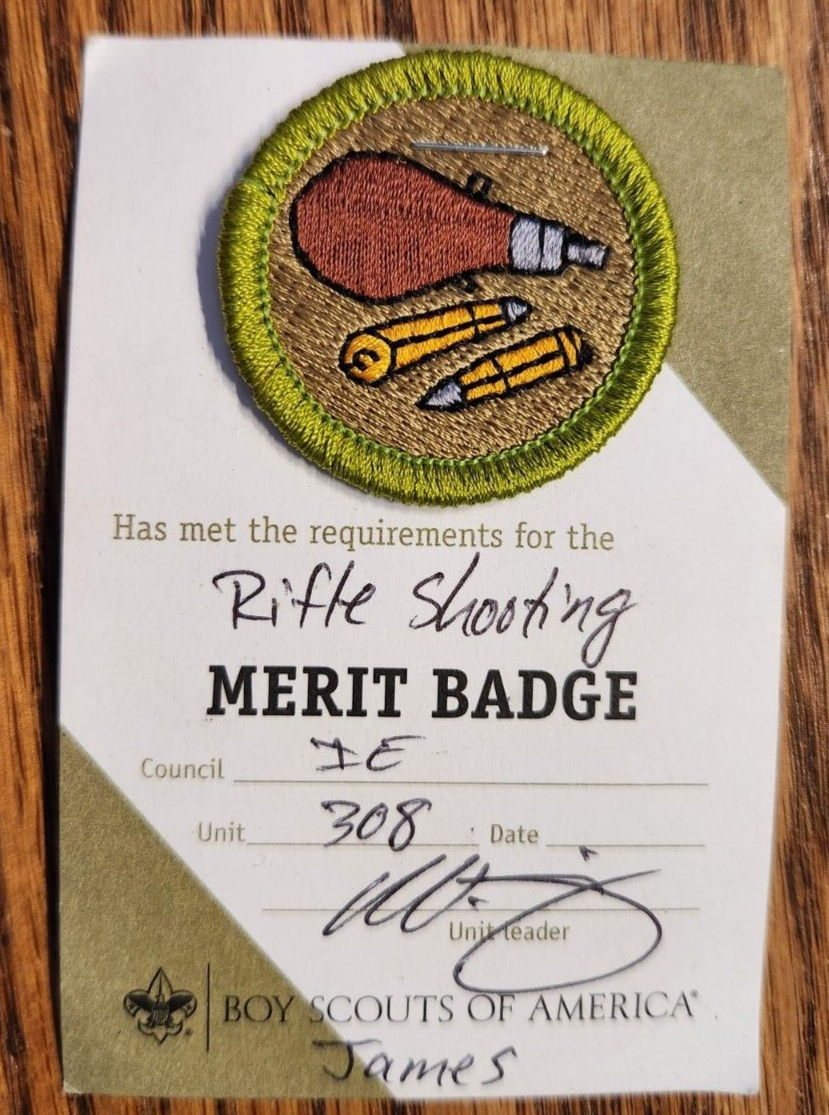 Has met the requirements for the
Rifle Shooting
MERIT BADGE
Council IE
Unit 308 Date
Unit leader
BOY SCOUTS OF AMERICA®
James